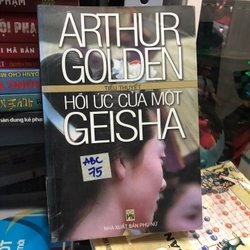 ARTHUR
GOLDEN
TIỂU THUYẾT
HỒI ỨC CỦA MỘT
GEISHA
ABC
75
NHÀ XUẤT BẢN PHỤ NỮ